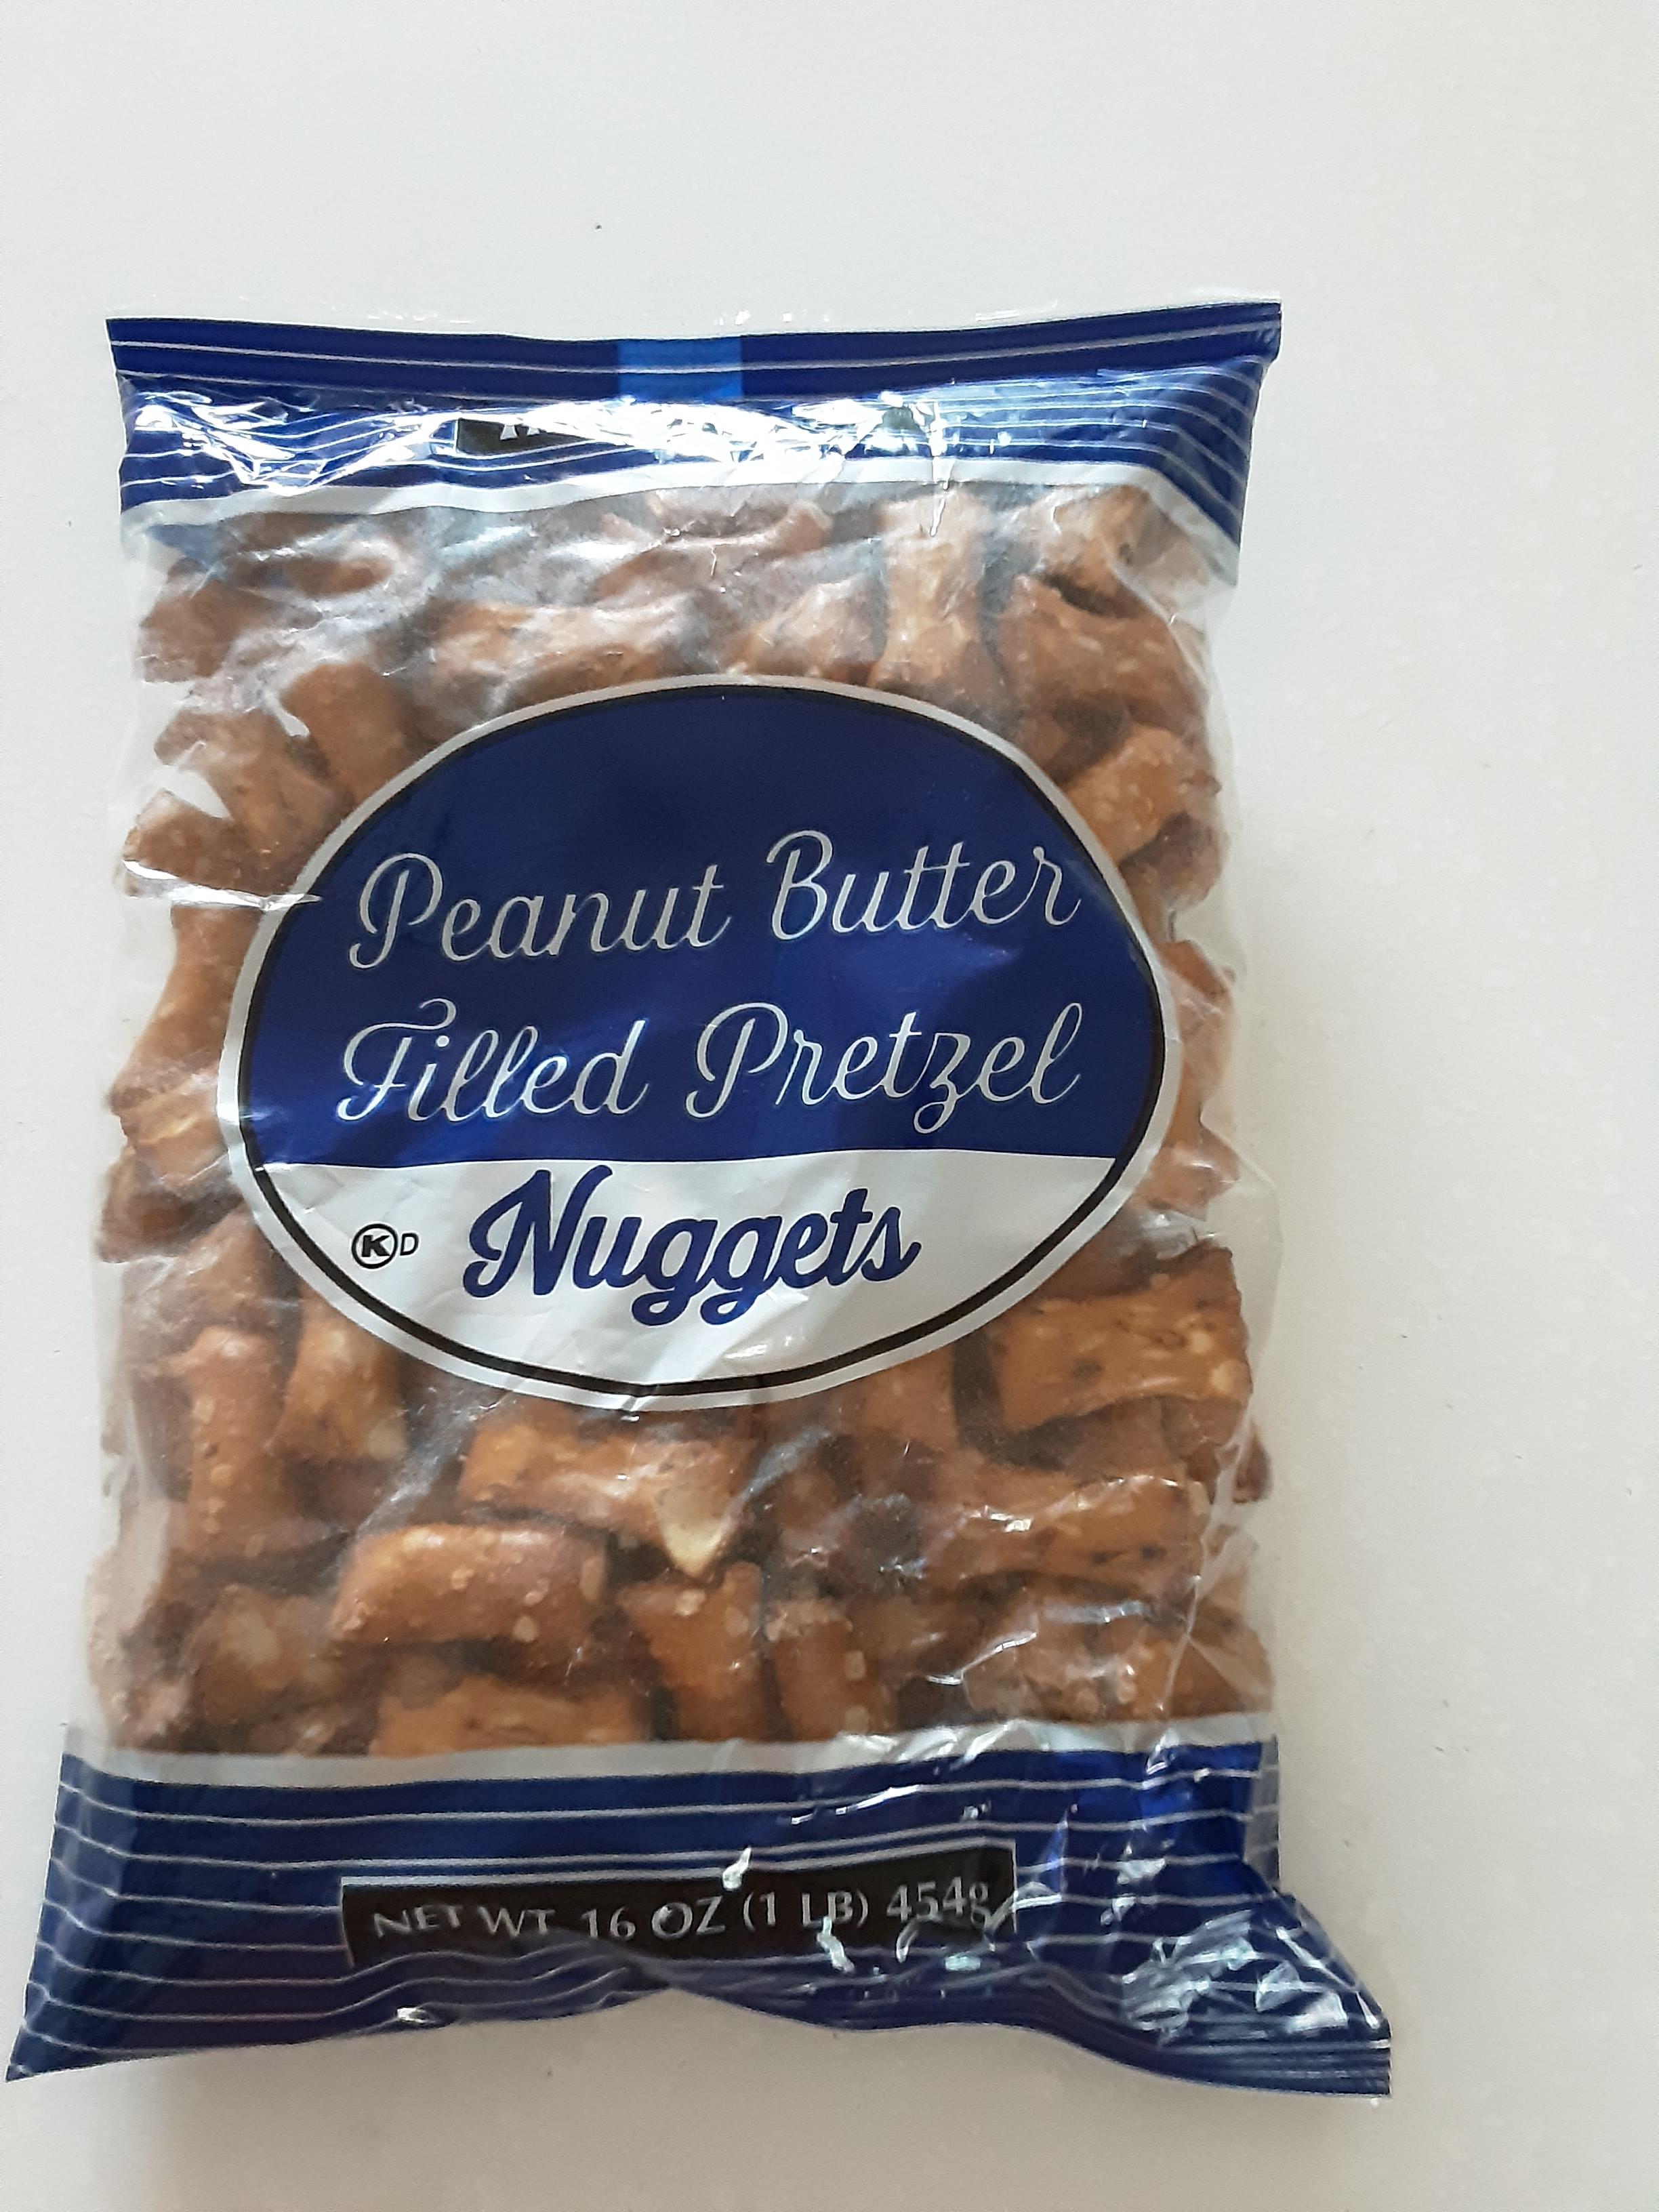 Peanut Butter
Filled Pretzel
Nuggets
K D
NET WT. 16 OZ (1 LB) 454g